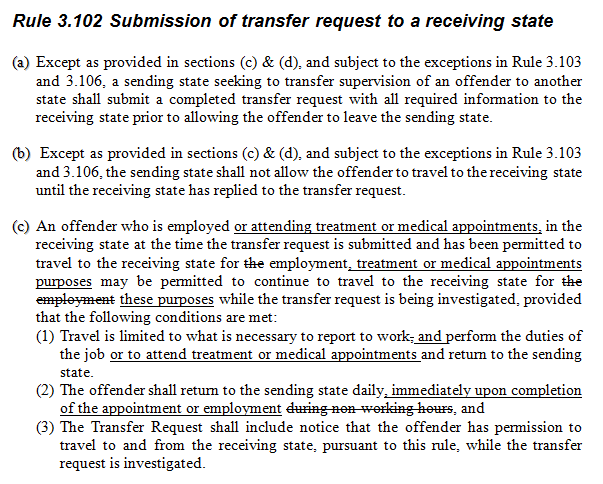 Rule 3.102 Submission of transfer request to a receiving state
(a) Except as provided in sections (c) & (d), and subject to the exceptions in Rule 3.103
and 3.106, a sending state seeking to transfer supervision of an offender to another
state shall submit a completed transfer request with all required information to the
receiving state prior to allowing the offender to leave the sending state.
(b) Except as provided in sections (c) & (d), and subject to the exceptions in Rule 3.103
and 3.106, the sending state shall not allow the offender to travel to the receiving state
until the receiving state has replied to the transfer request.
(c) An offender who is employed or attending treatment or medical appointments, in the
receiving state at the time the transfer request is submitted and has been permitted to
travel to the receiving state for the employment, treatment or medical appointments
purposes may be permitted to continue to travel to the receiving state for the
employment these purposes while the transfer request is being investigated, provided
that the following conditions are met:
(1) Travel is limited to what is necessary to report to work, and perform the duties of
the job or to attend treatment or medical appointments and return to the sending
state.
(2) The offender shall return to the sending state daily, immediately upon completion
of the appointment or employment during non-working hours, and
(3) The Transfer Request shall include notice that the offender has permission to
travel to and from the receiving state, pursuant to this rule, while the transfer
request is investigated.